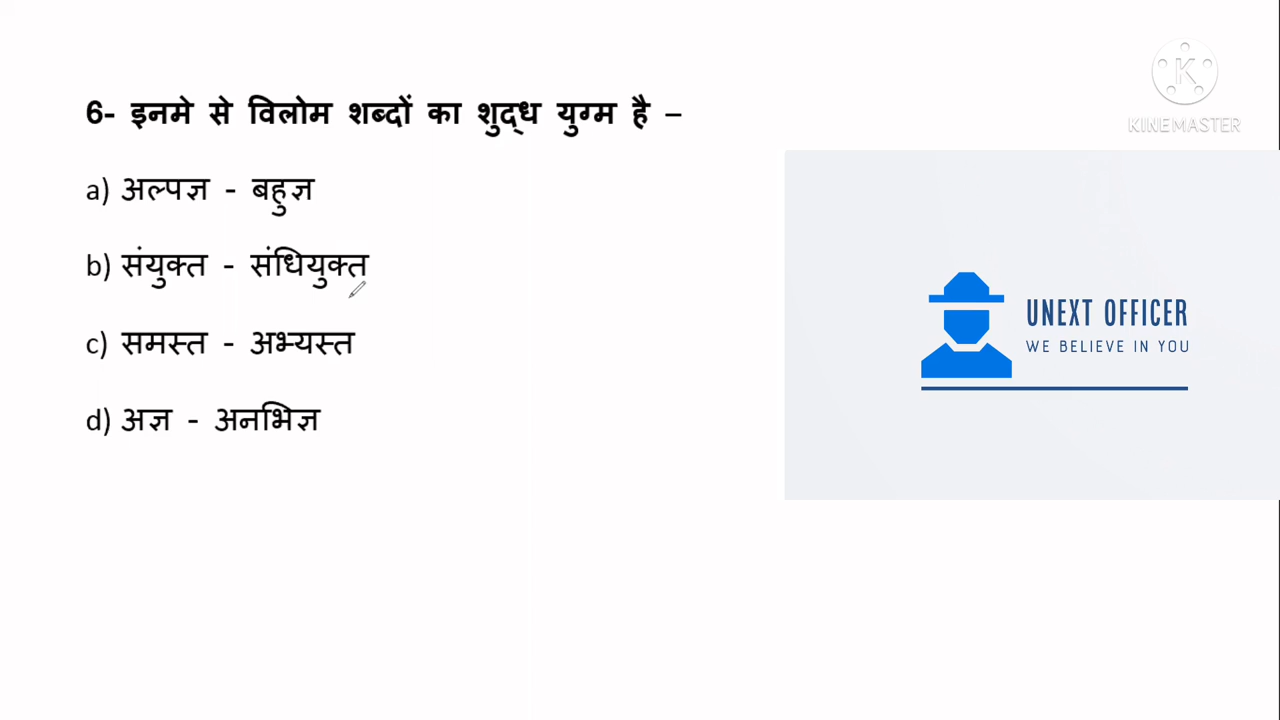 6- इनमे से विलोम शब्दों का शुद्ध युग्म है –
a) अल्पज्ञ - बहुज्ञ
b) संयुक्त - संधियुक्त
c) समस्त - अभ्यस्त
d) अज्ञ - अनभिज्ञ
K
KINEMASTER
UNEXT OFFICER
WE BELIEVE IN YOU